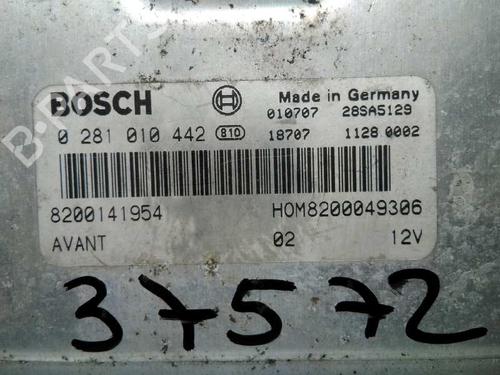 BOSCH
Made in Germany
010707 28SA5129
0 281 010 442 810
18707 1128 0002
8200141954 HOM8200049306
AVANT 02 12V
37572
B-PARTS